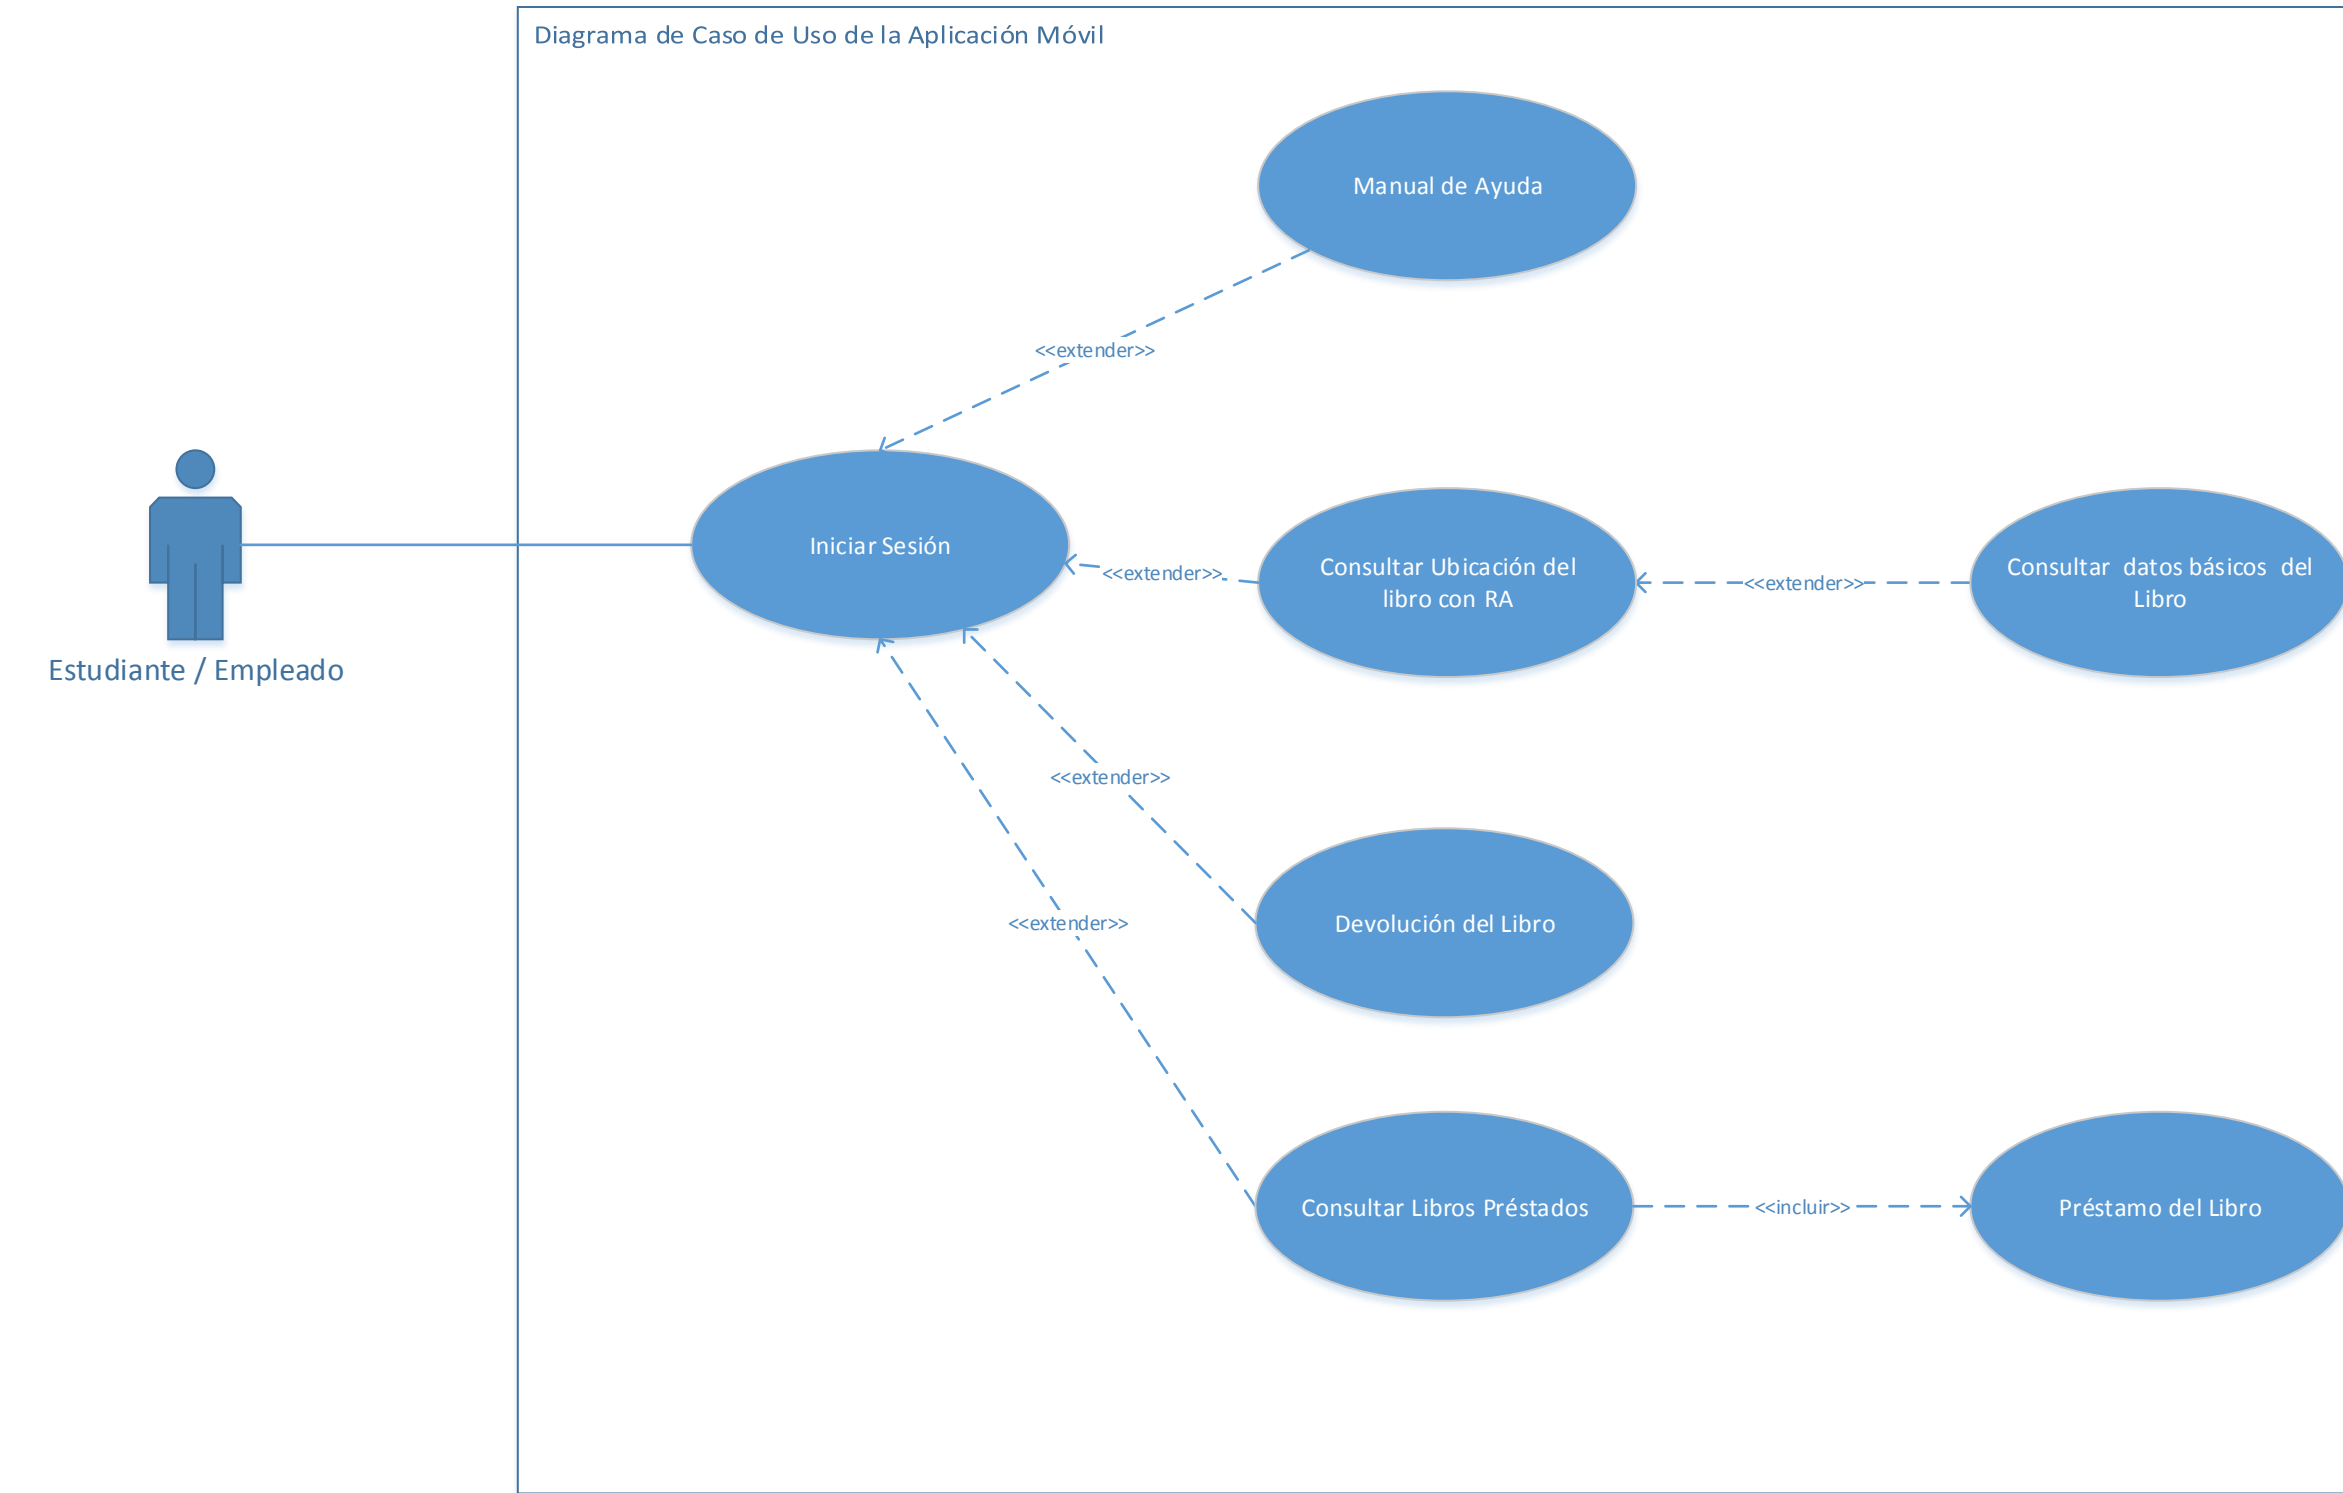 Diagrama de Caso de Uso de la Aplicación Móvil
Manual de Ayuda
<<extender>>
Iniciar Sesión
<<extender>>
Consultar Ubicación del
libro con RA
<<extender>>
Consultar datos básicos del
Libro
Estudiante / Empleado
<<extender>>
<<extender>>
Devolución del Libro
Consultar Libros Préstados
<<incluir>>
Préstamo del Libro